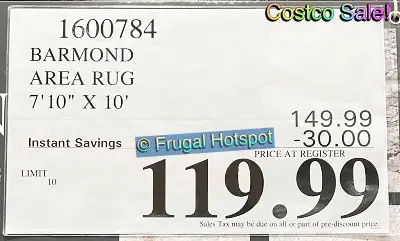 Costco Sale!
1600784
BARMOND
AREA RUG
7'10" X 10'
149.99
Instant Savings -30.00
© Frugal Hotspot
PRICE AT REGISTER
LIMIT
10
119.99
Sales Tax may be due on all or part of pre-discount price.